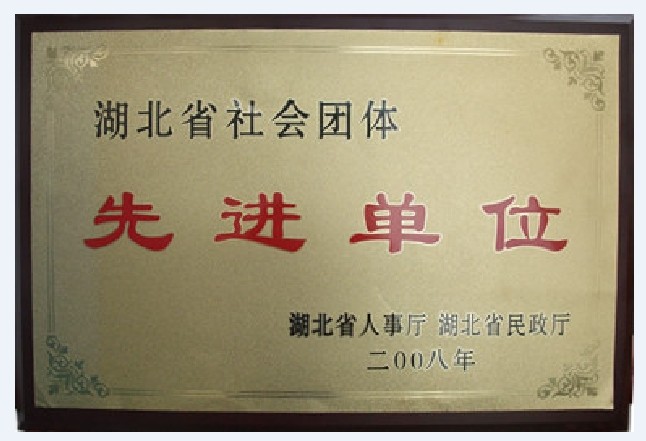 湖北省社会团体
先进单位
湖北省人事厅 湖北省民政厅
二00八年